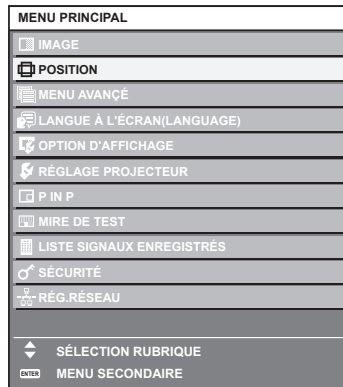 MENU PRINCIPAL
IMAGE
POSITION
MENU AVANÇÉ
LANGUE À L'ÉCRAN(LANGUAGE)
OPTION D'AFFICHAGE
RÉGLAGE PROJECTEUR
P IN P
MIRE DE TEST
LISTE SIGNAUX ENREGISTRÉS
SÉCURITÉ
RÉG.RÉSEAU
SÉLECTION RUBRIQUE
ENTER MENU SECONDAIRE